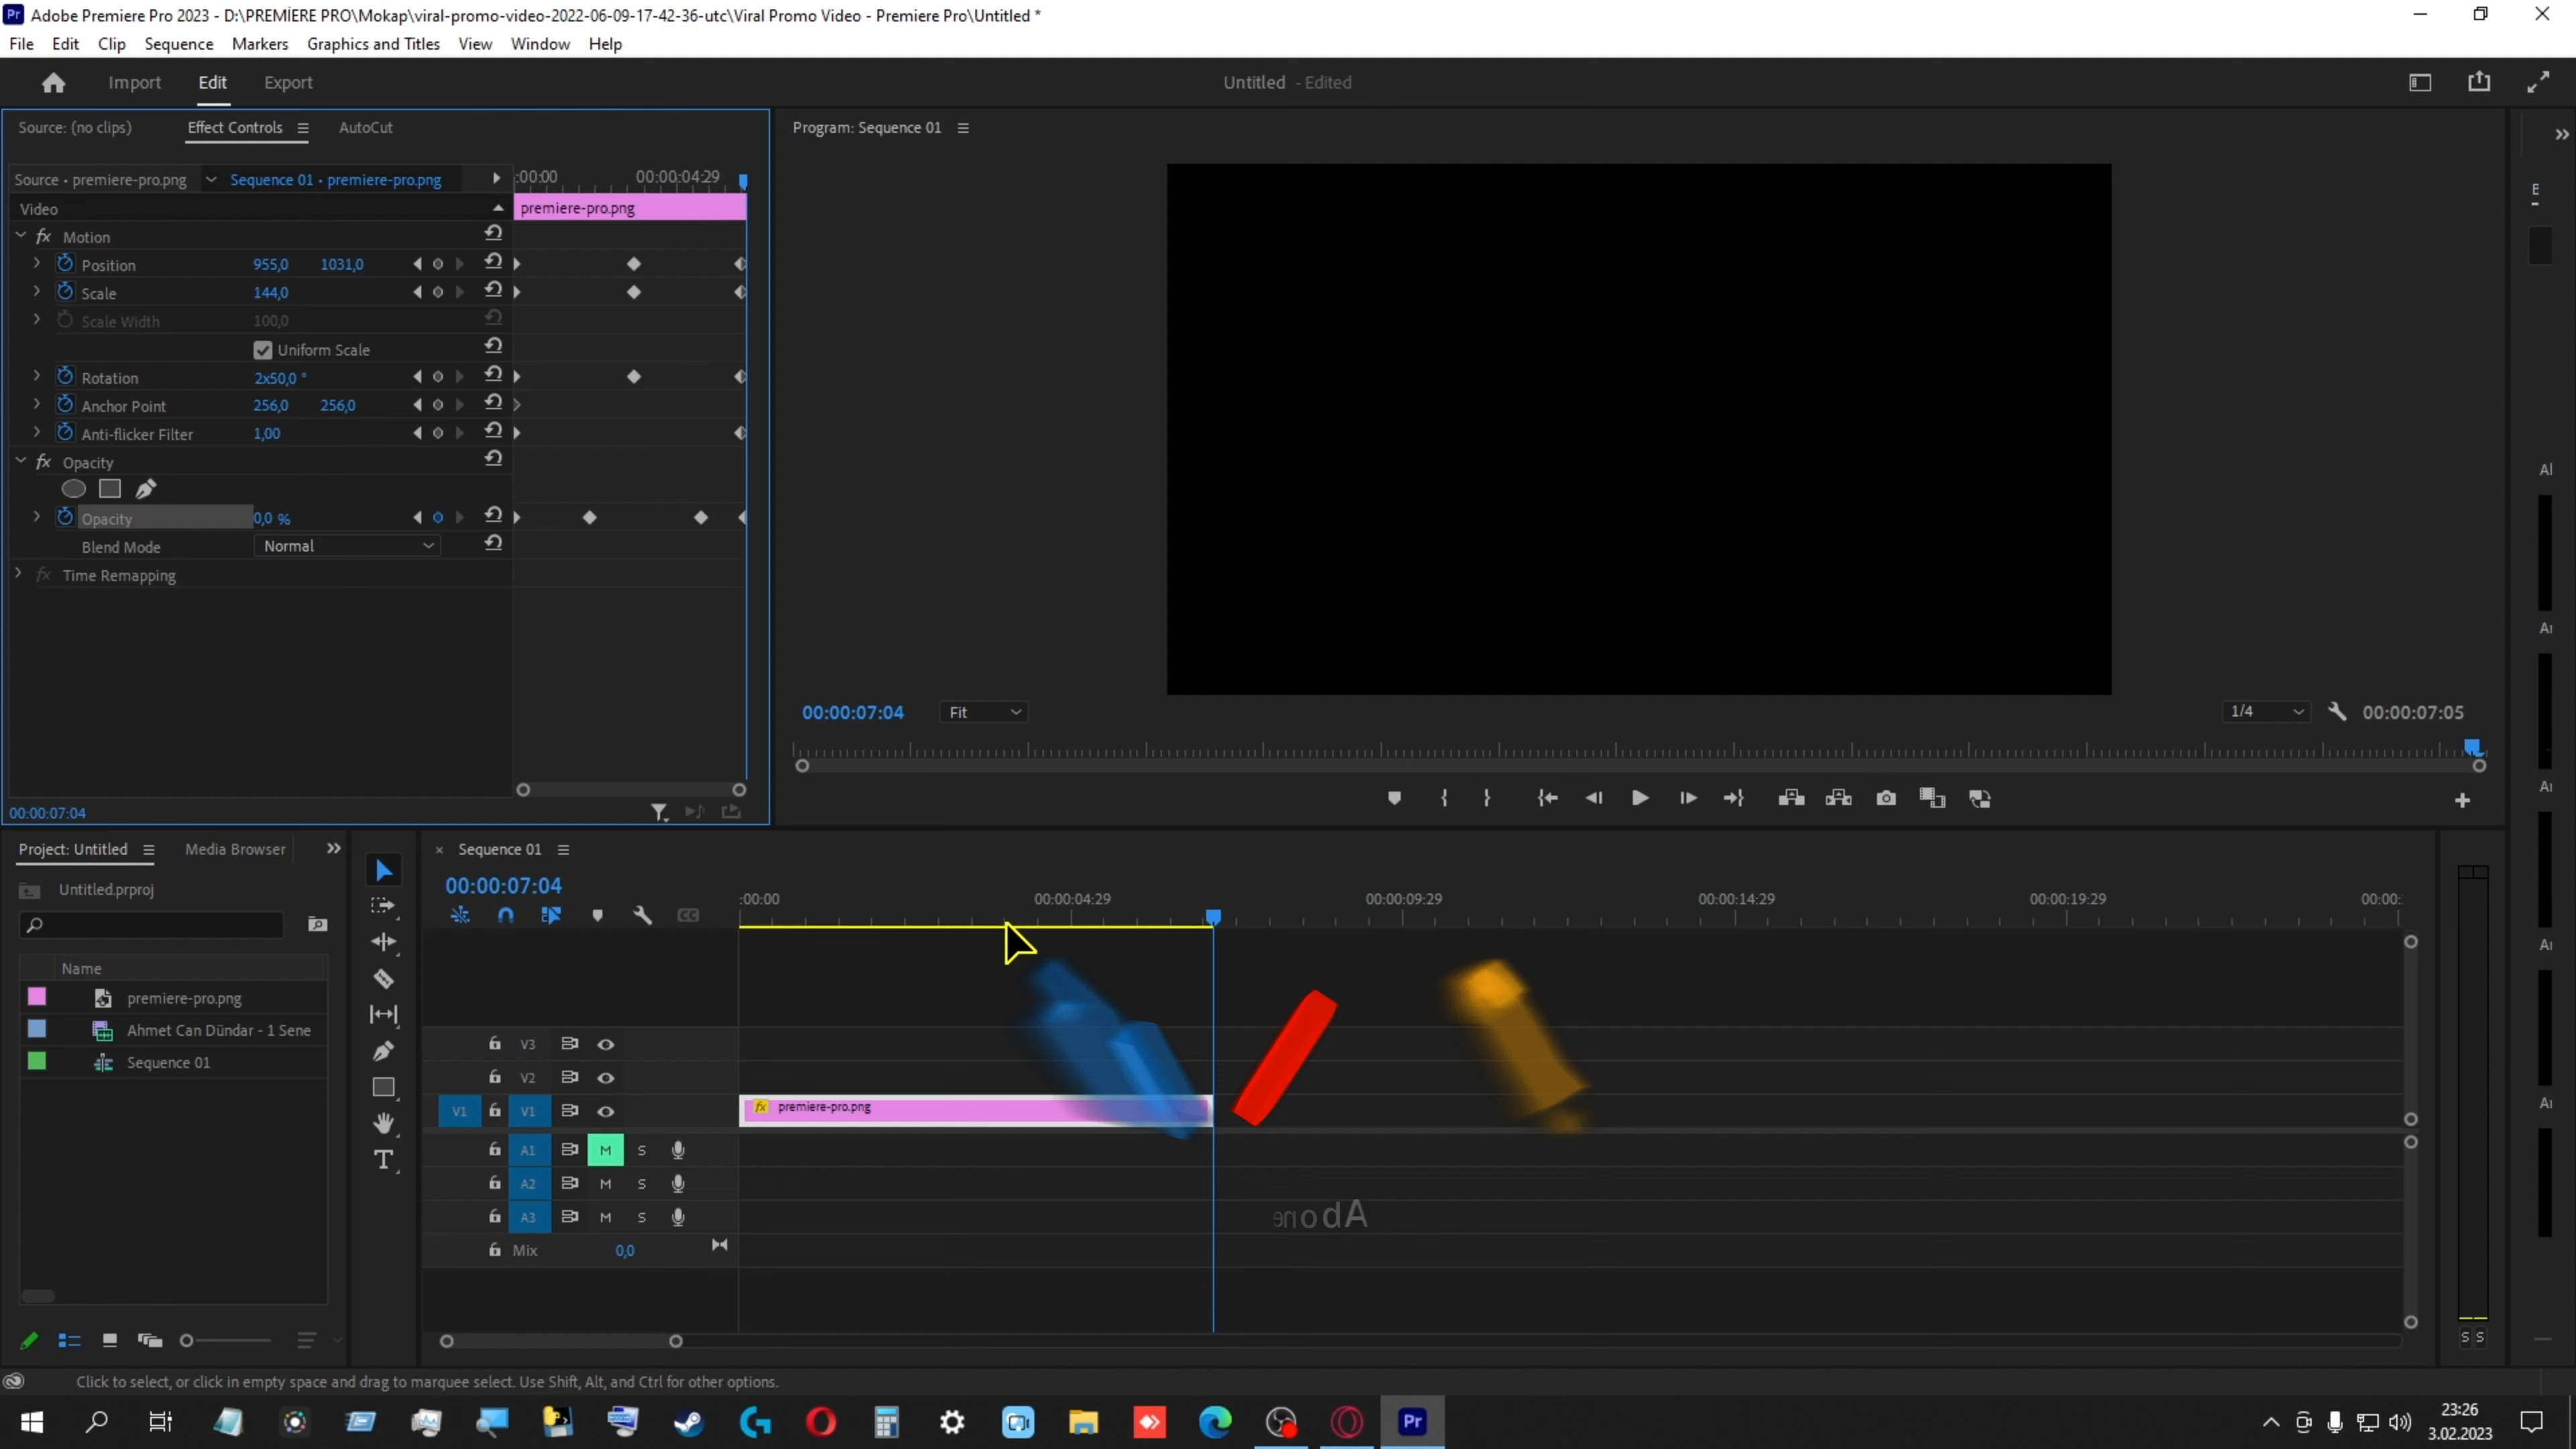 Adobe Premiere Pro 2023 - D:\PREMİERE PRO\Mokap\viral-promo-video-2022-06-09-17-42-36-utc\Viral Promo Video - Premiere Pro\Untitled *
File Edit Clip Sequence Markers Graphics and Titles View Window Help
Import Edit Export
Untitled - Edited
Source: (no clips) Effect Controls AutoCut
Program: Sequence 01
Source • premiere-pro.png Sequence 01 • premiere-pro.png
:00:00 00:00:04:29
Video
premiere-pro.png
fx Motion
Position 955,0 1031,0
Scale 144,0
Scale Width 100,0
Uniform Scale
Rotation 2x50,0 °
Anchor Point 256,0 256,0
Anti-flicker Filter 1,00
fx Opacity
Opacity 0,0 %
Blend Mode Normal
fx Time Remapping
00:00:07:04 Fit 1/4 00:00:07:05
00:00:07:04
Project: Untitled Media Browser
Untitled.prproj
Name
premiere-pro.png
Ahmet Can Dündar - 1 Sene
Sequence 01
× Sequence 01
00:00:07:04
:00:00 00:00:04:29 00:00:09:29 00:00:14:29 00:00:19:29 00:00:
V3
V2
V1 V1 fx premiere-pro.png
A1 M S
A2 M S
A3 M S
Mix 0,0
S S
Click to select, or click in empty space and drag to marquee select. Use Shift, Alt, and Ctrl for other options.
Pr
23:26
3.02.2023